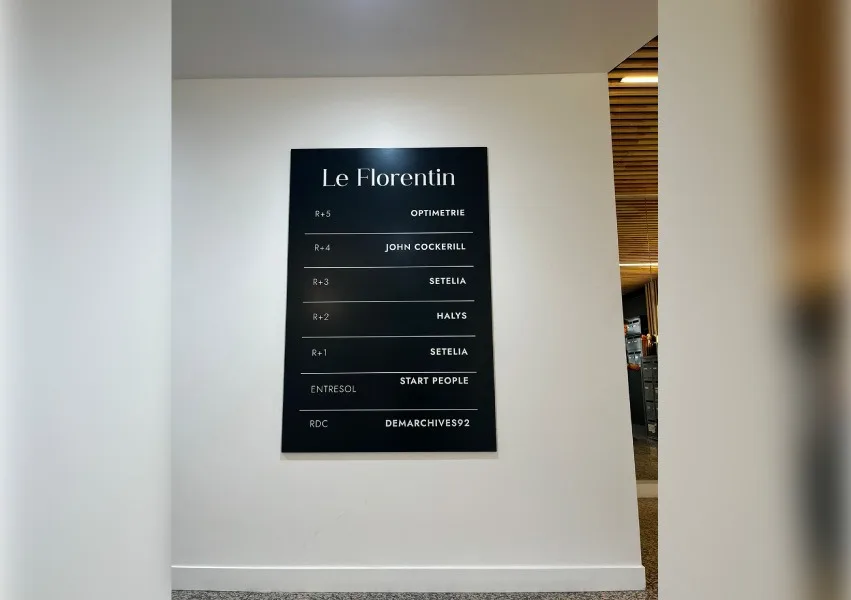 Le Florentin
R+5 OPTIMETRIE
R+4 JOHN COCKERILL
R+3 SETELIA
R+2 HALYS
R+1 SETELIA
ENTRESOL START PEOPLE
RDC DEMARCHIVES92